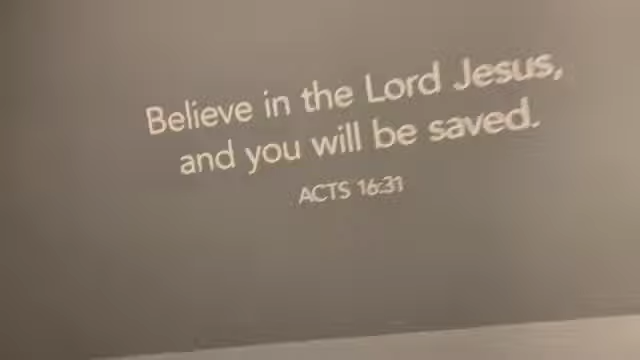 Believe in the Lord Jesus,
and you will be saved.
ACTS 16:31